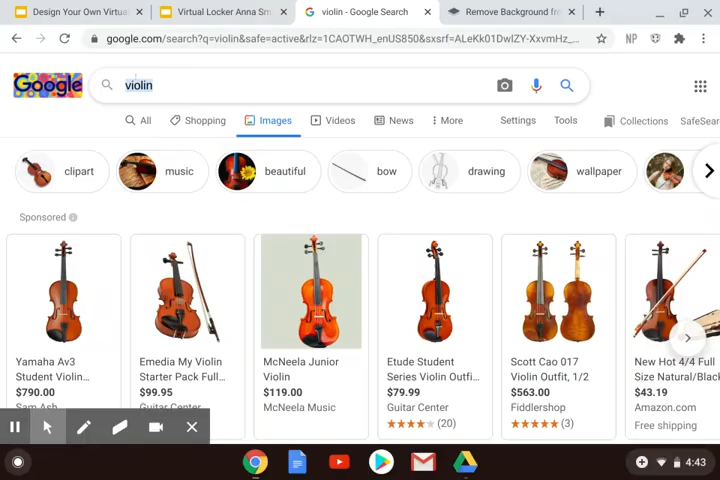 Design Your Own Virtua
Virtual Locker Anna Sm
violin - Google Search
Remove Background fr
google.com/search?q=violin&safe=active&rlz=1CAOTWH_enUS850&sxsrf=ALeKk01DwlZY-XxvmHz_...
NP
Google
violin
All
Shopping
Images
Videos
News
More
Settings
Tools
Collections
SafeSear
clipart
music
beautiful
bow
drawing
wallpaper
Sponsored
Yamaha Av3
Student Violin...
$790.00
Sam Ash
Emedia My Violin
Starter Pack Full...
$99.95
Guitar Center
McNeela Junior
Violin
$119.00
McNeela Music
Etude Student
Series Violin Outfi...
$79.99
Guitar Center
(20)
Scott Cao 017
Violin Outfit, 1/2
$563.00
Fiddlershop
(3)
New Hot 4/4 Full
Size Natural/Black
$43.19
Amazon.com
Free shipping
4:43